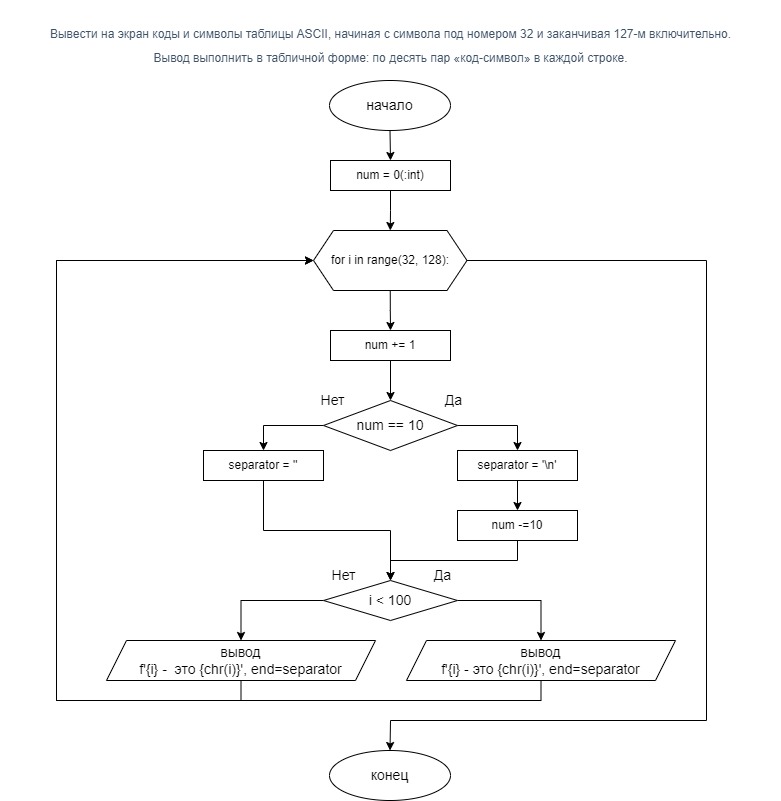 Вывести на экран коды и символы таблицы ASCII, начиная с символа под номером 32 и заканчивая 127-м включительно.
Вывод выполнить в табличной форме: по десять пар «код-символ» в каждой строке.
начало
num = 0(:int)
for i in range(32, 128):
num += 1
Нет
Да
num == 10
separator = ''
separator = '\n'
num -=10
Нет
Да
i < 100
вывод
f'{i} -  это {chr(i)}', end=separator
вывод
f'{i} - это {chr(i)}', end=separator
конец